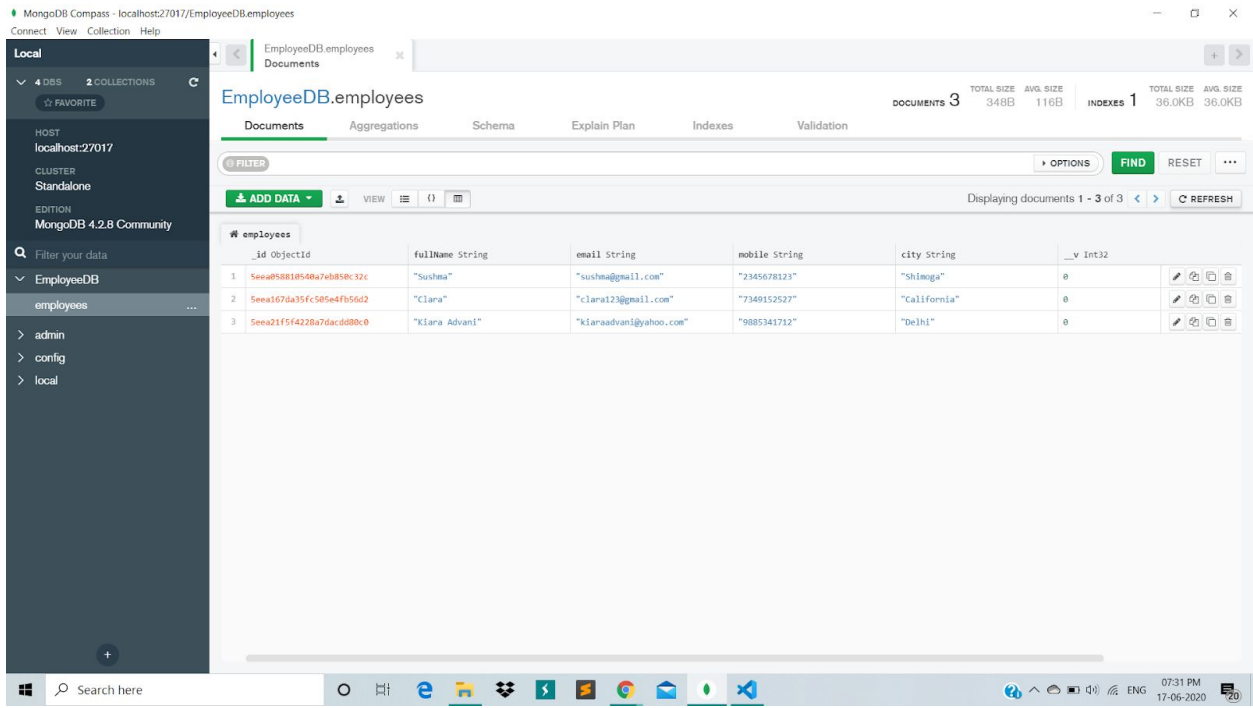 MongoDB Compass - localhost:27017/EmployeeDB.employees
Connect View Collection Help
Local
4 DBS 2 COLLECTIONS
FAVORITE
HOST
localhost:27017
CLUSTER
Standalone
EDITION
MongoDB 4.2.8 Community
Filter your data
EmployeeDB
employees ...
admin
config
local
+
EmployeeDB.employees
Documents
EmployeeDB.employees
DOCUMENTS 3 TOTAL SIZE 348B AVG. SIZE 116B INDEXES 1 TOTAL SIZE 36.0KB AVG. SIZE 36.0KB
Documents Aggregations Schema Explain Plan Indexes Validation
FILTER OPTIONS FIND RESET ...
ADD DATA VIEW {} Displaying documents 1 - 3 of 3 < > REFRESH
employees
_id ObjectId fullName String email String mobile String city String __v Int32
1 5eea058810540a7eb850c32c "Sushma" "sushma@gmail.com" "2345678123" "Shimoga" 0
2 5eea167da35fc505e4fb56d2 "Clara" "clara123@gmail.com" "7349152527" "California" 0
3 5eea21f5f4228a7dacdd80c0 "Kiara Advani" "kiaraadvani@yahoo.com" "9885341712" "Delhi" 0
Search here
ENG
07:31 PM
17-06-2020
20